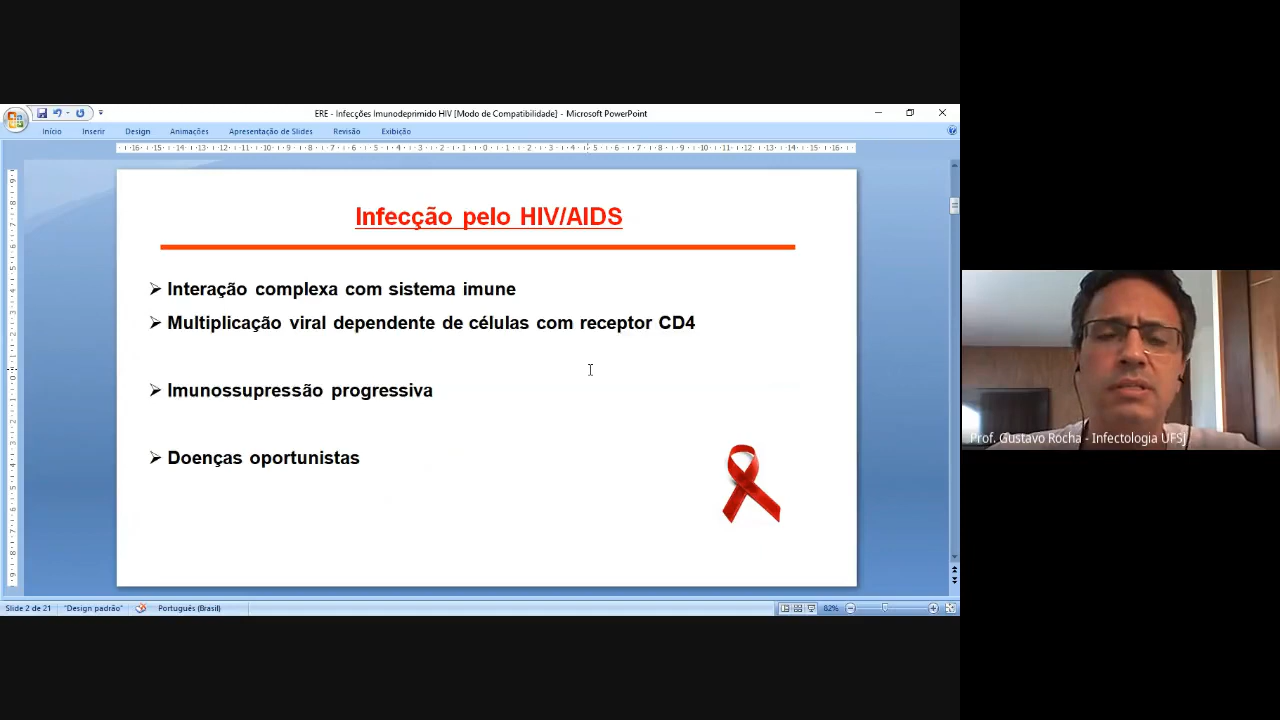 ERE - Infecções Imunodeprimido HIV [Modo de Compatibilidade] - Microsoft PowerPoint
Início Inserir Design Animações Apresentação de Slides Revisão Exibição
Infecção pelo HIV/AIDS
➢ Interação complexa com sistema imune
➢ Multiplicação viral dependente de células com receptor CD4
➢ Imunossupressão progressiva
➢ Doenças oportunistas
Prof. Gustavo Rocha - Infectologia UFSJ
Slide 2 de 21 "Design padrão" Português (Brasil) 82%